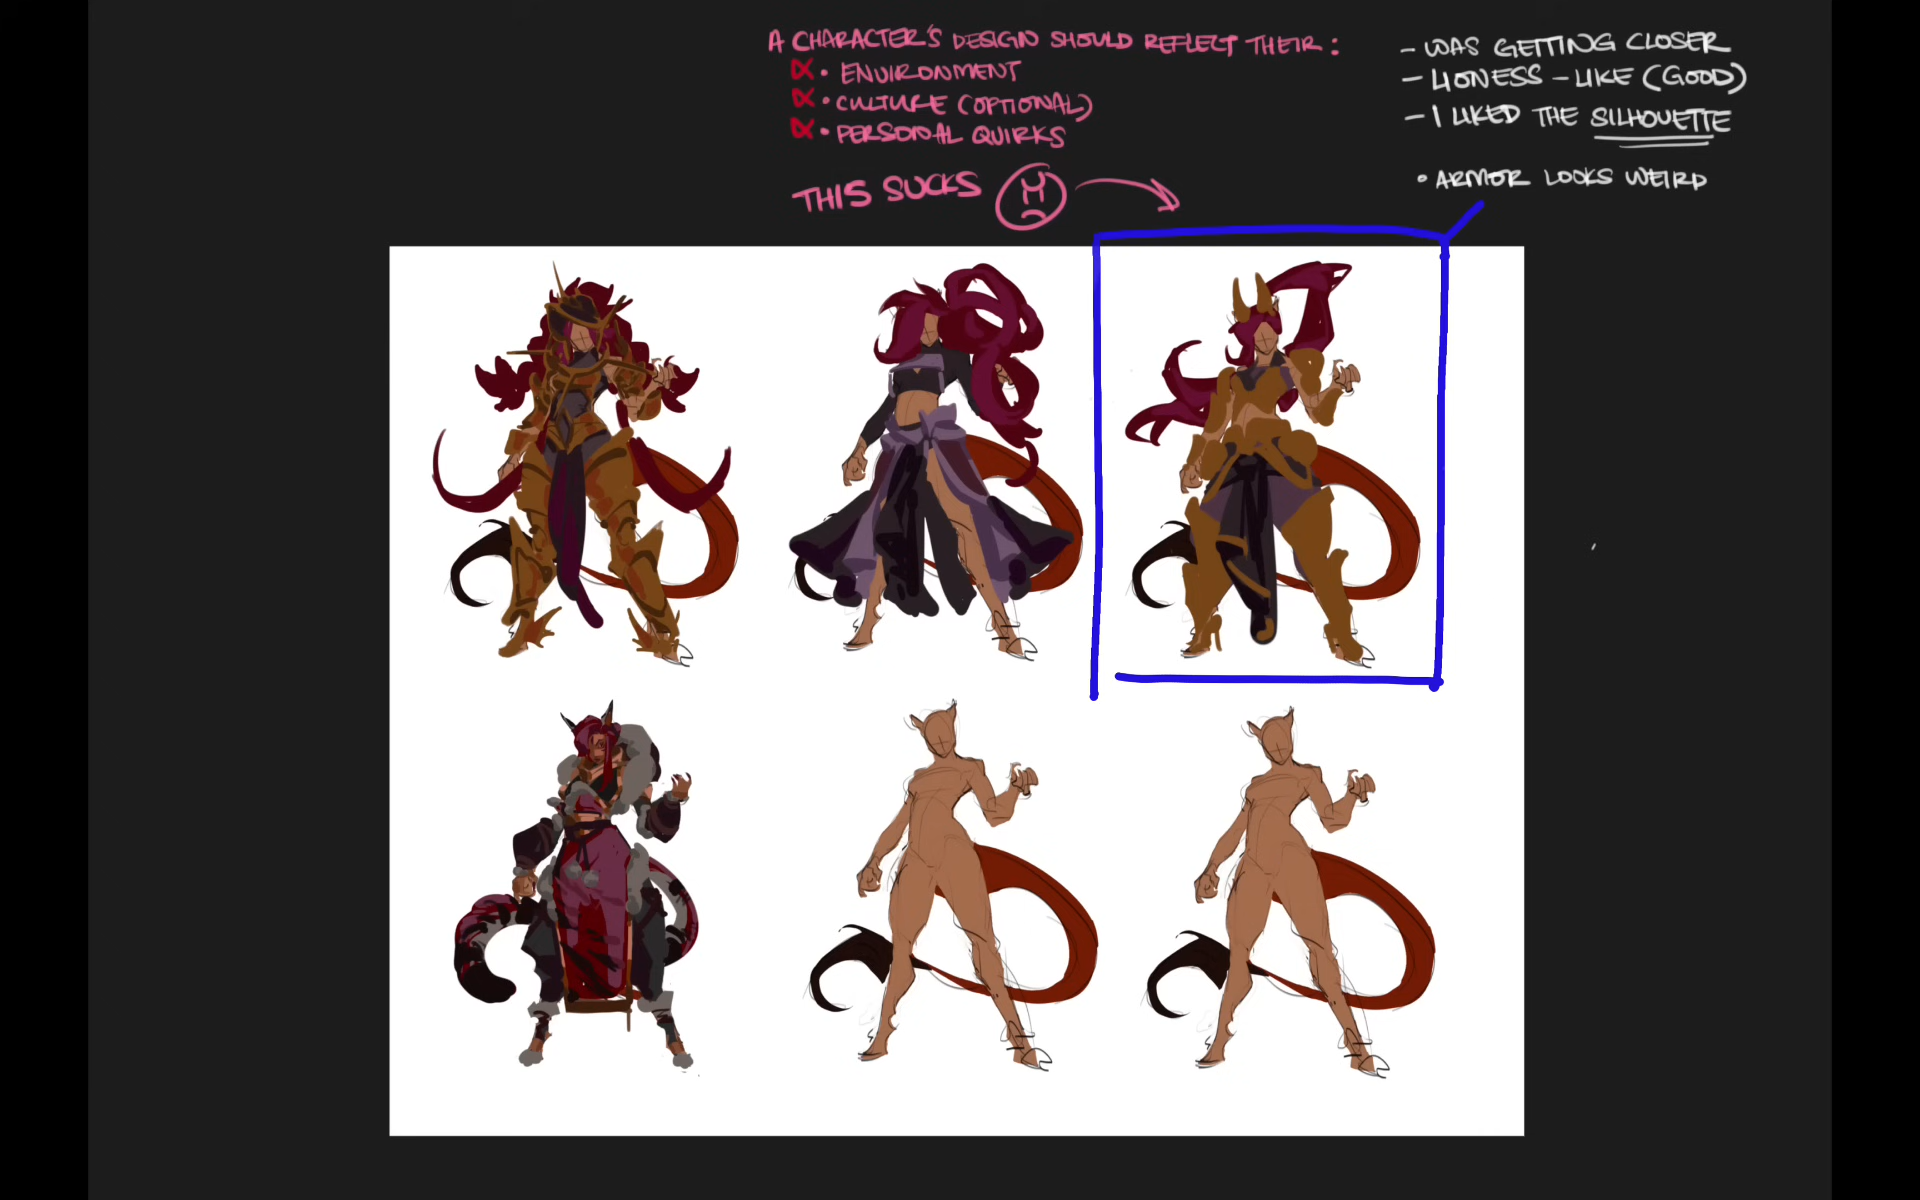 A CHARACTER'S DESIGN SHOULD REFLECT THEIR:
• ENVIRONMENT
• CULTURE (OPTIONAL)
• PERSONAL QUIRKS
THIS SUCKS
- WAS GETTING CLOSER
- LIONESS-LIKE (GOOD)
- I LIKED THE SILHOUETTE
• ARMOR LOOKS WEIRD